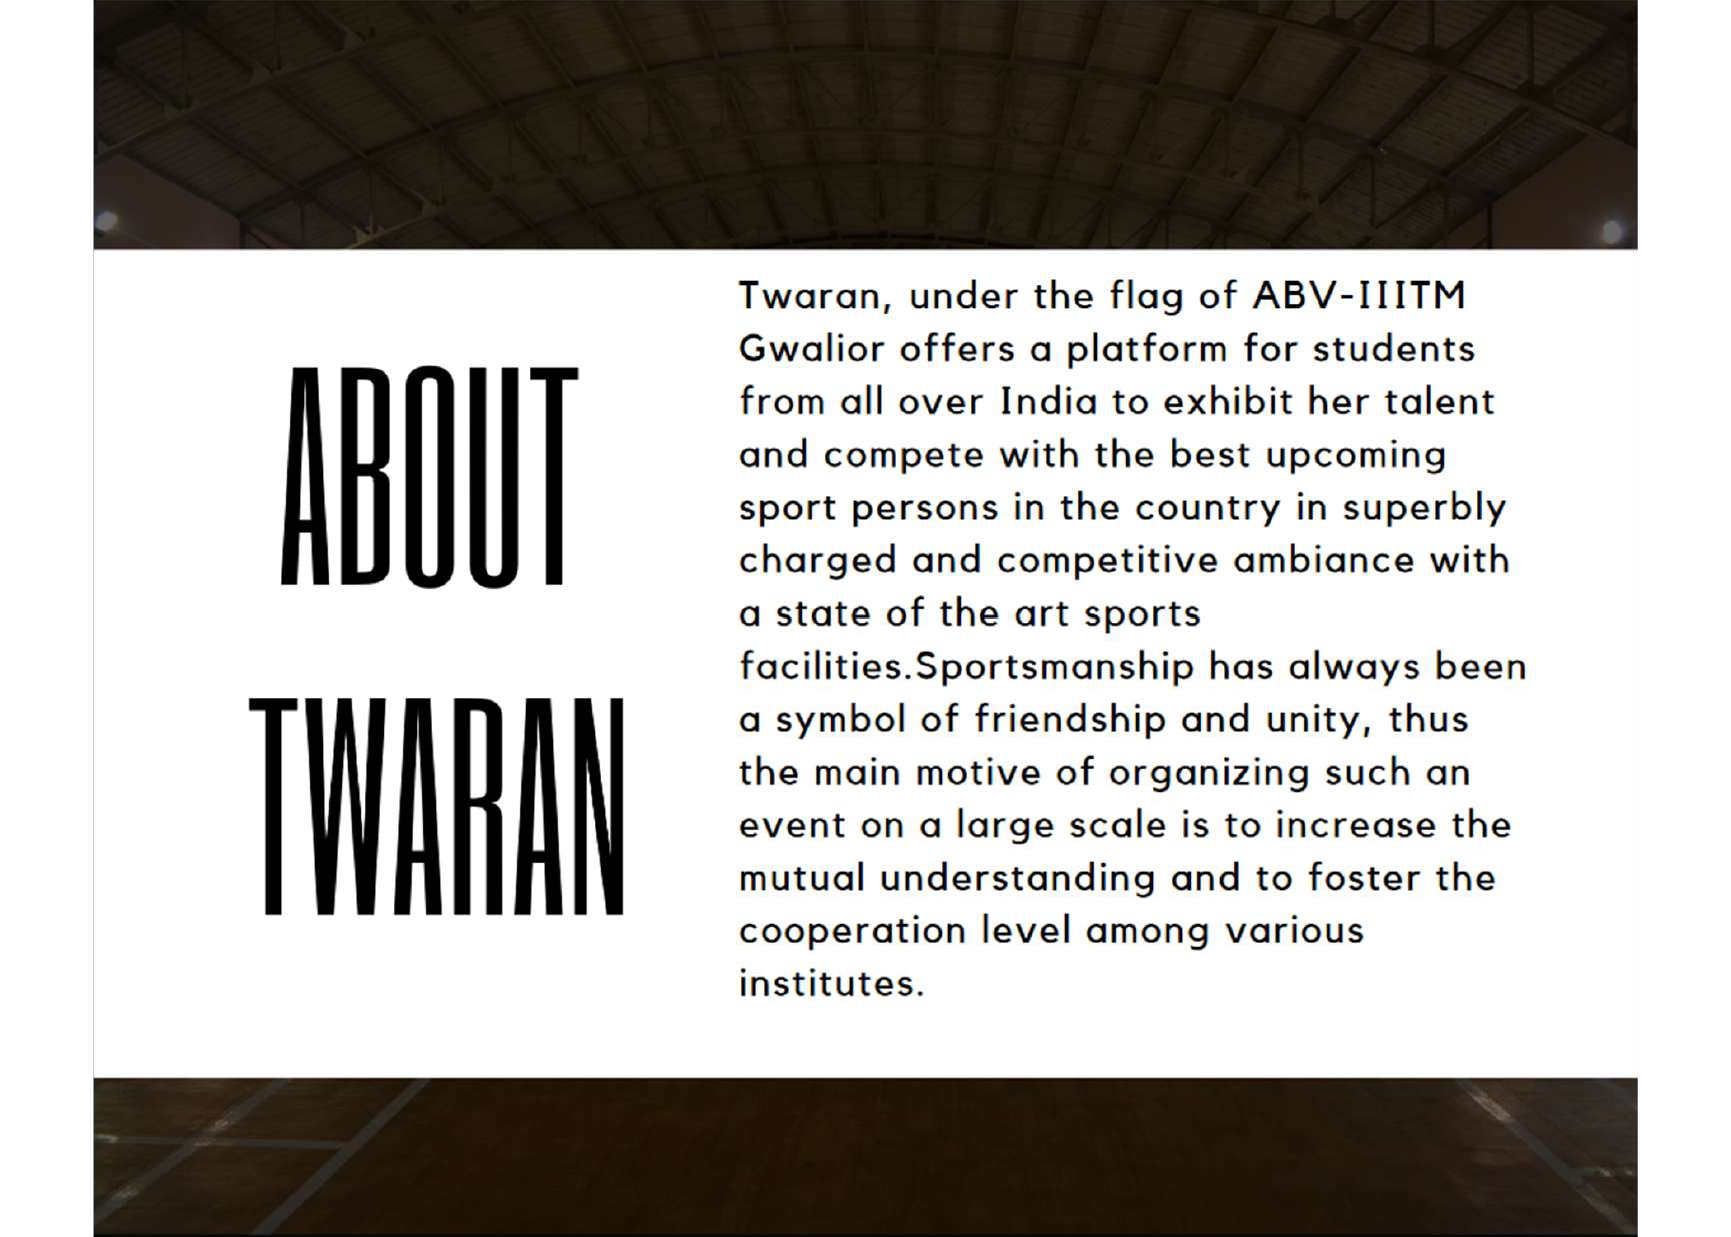 ABOUT
TWARAN
Twaran, under the flag of ABV-IIITM
Gwalior offers a platform for students
from all over India to exhibit her talent
and compete with the best upcoming
sport persons in the country in superbly
charged and competitive ambiance with
a state of the art sports
facilities.Sportsmanship has always been
a symbol of friendship and unity, thus
the main motive of organizing such an
event on a large scale is to increase the
mutual understanding and to foster the
cooperation level among various
institutes.